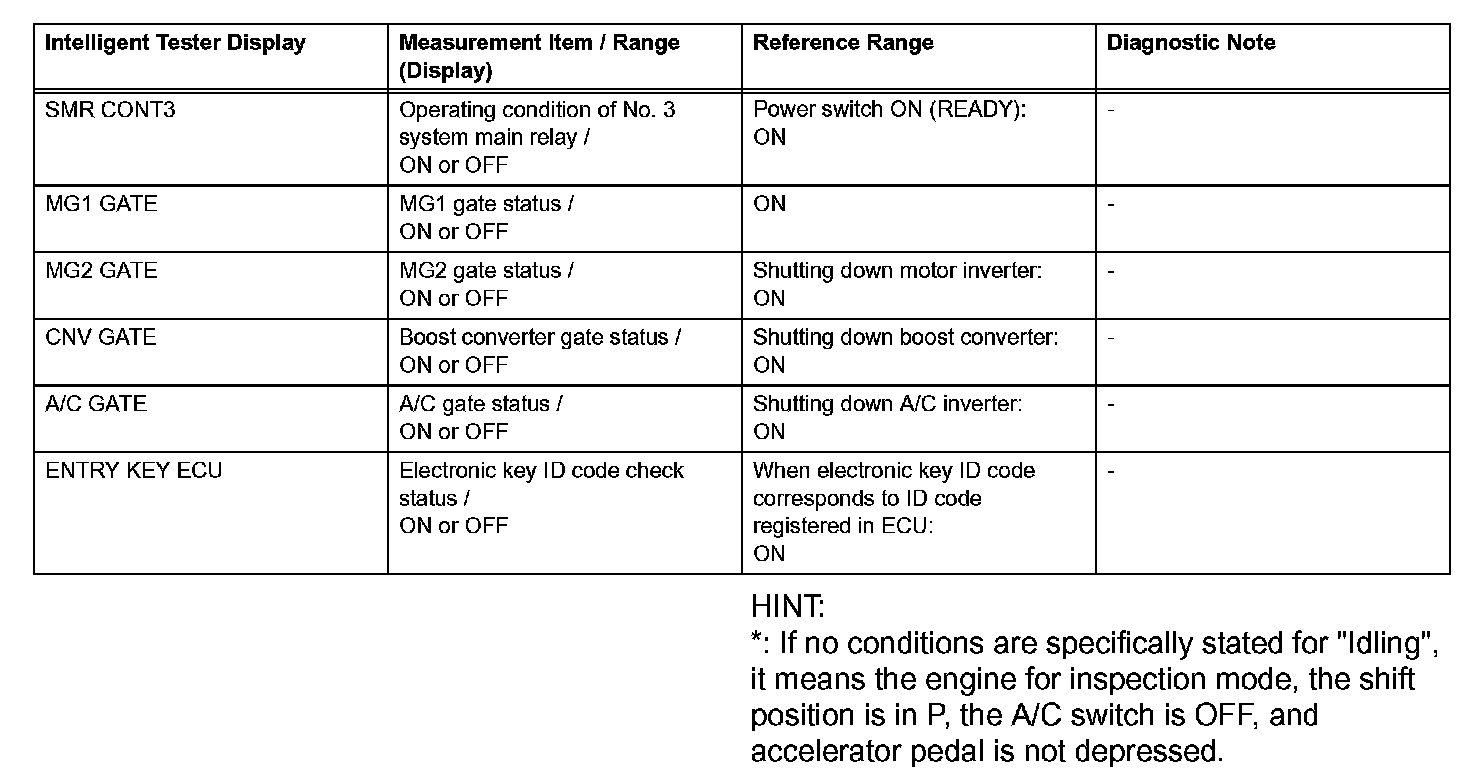 Intelligent Tester Display
Measurement Item / Range
(Display)
Reference Range
Diagnostic Note
SMR CONT3
Operating condition of No. 3
system main relay /
ON or OFF
Power switch ON (READY):
ON
-
MG1 GATE
MG1 gate status /
ON or OFF
ON
-
MG2 GATE
MG2 gate status /
ON or OFF
Shutting down motor inverter:
ON
-
CNV GATE
Boost converter gate status /
ON or OFF
Shutting down boost converter:
ON
-
A/C GATE
A/C gate status /
ON or OFF
Shutting down A/C inverter:
ON
-
ENTRY KEY ECU
Electronic key ID code check
status /
ON or OFF
When electronic key ID code
corresponds to ID code
registered in ECU:
ON
-
HINT:
*: If no conditions are specifically stated for "Idling",
it means the engine for inspection mode, the shift
position is in P, the A/C switch is OFF, and
accelerator pedal is not depressed.